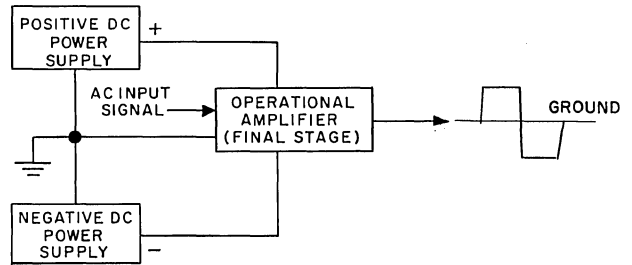 POSITIVE DC
POWER
SUPPLY
+
AC INPUT
SIGNAL
OPERATIONAL
AMPLIFIER
(FINAL STAGE)
GROUND
NEGATIVE DC
POWER
SUPPLY
–